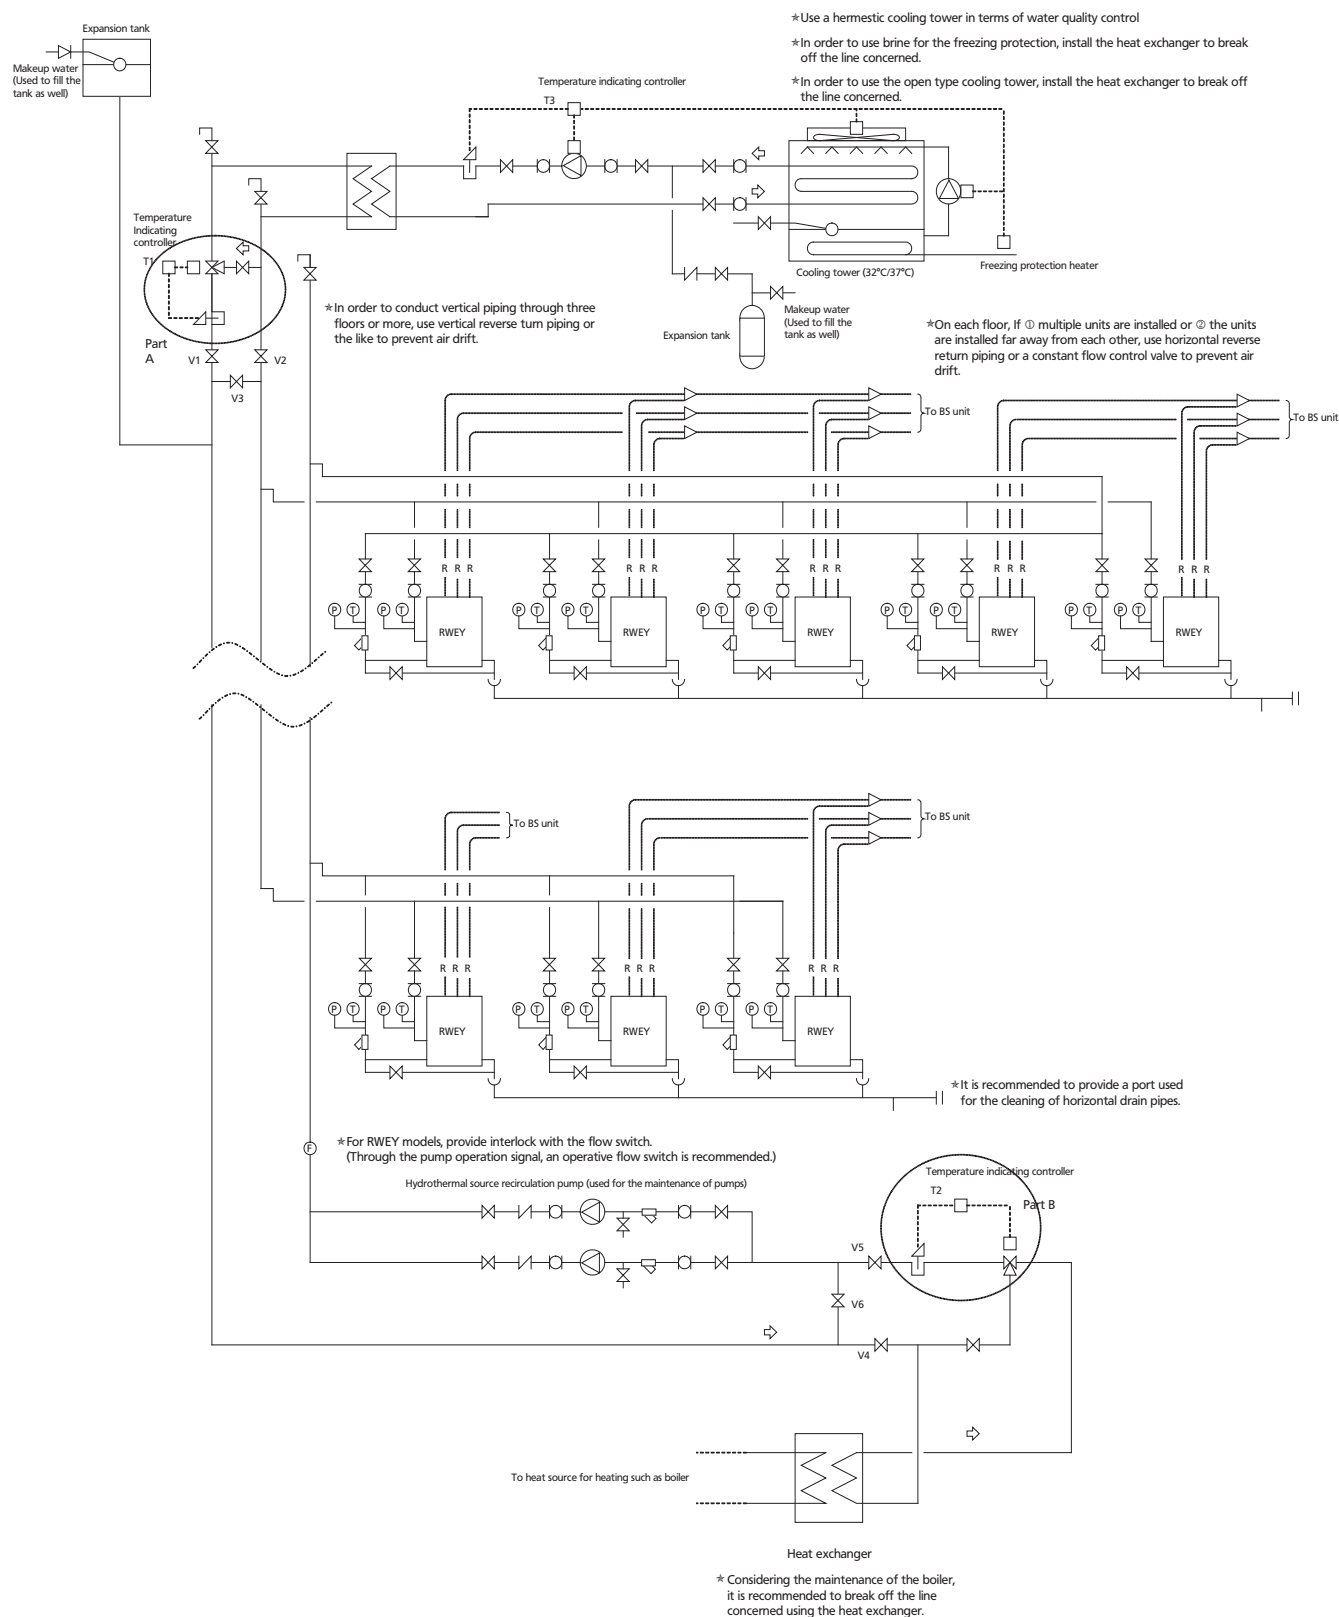 ✳Use a hermestic cooling tower in terms of water quality control
✳In order to use brine for the freezing protection, install the heat exchanger to break
off the line concerned.
✳In order to use the open type cooling tower, install the heat exchanger to break off
the line concerned.
Expansion tank
Makeup water
(Used to fill the
tank as well)
Temperature indicating controller
T3
Temperature
Indicating
controller
T1
Part
A
V1
V2
V3
Cooling tower (32°C/37°C)
Freezing protection heater
Expansion tank
Makeup water
(Used to fill the
tank as well)
✳In order to conduct vertical piping through three
floors or more, use vertical reverse turn piping or
the like to prevent air drift.
✳On each floor, If ① multiple units are installed or ② the units
are installed far away from each other, use horizontal reverse
return piping or a constant flow control valve to prevent air
drift.
To BS unit
To BS unit
R R R
R R R
R R R
R R R
R R R
P T P T
P T P T
P T P T
P T P T
P T P T
RWEY
RWEY
RWEY
RWEY
RWEY
To BS unit
To BS unit
R R R
R R R
R R R
P T P T
P T P T
P T P T
RWEY
RWEY
RWEY
✳It is recommended to provide a port used
for the cleaning of horizontal drain pipes.
F
✳For RWEY models, provide interlock with the flow switch.
(Through the pump operation signal, an operative flow switch is recommended.)
Hydrothermal source recirculation pump (used for the maintenance of pumps)
Temperature indicating controller
T2
Part B
V5
V6
V4
To heat source for heating such as boiler
Heat exchanger
✳Considering the maintenance of the boiler,
it is recommended to break off the line
concerned using the heat exchanger.